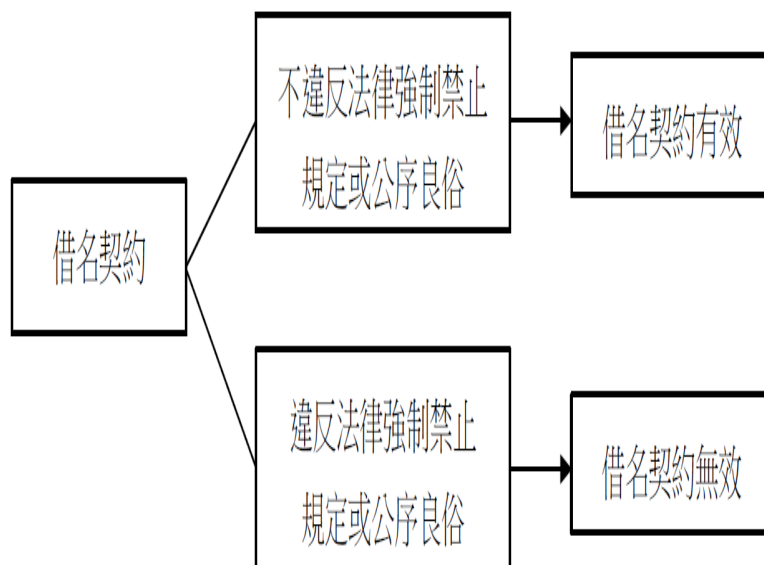 借名契約
不違反法律強制禁止
規定或公序良俗
借名契約有效
違反法律強制禁止
規定或公序良俗
借名契約無效